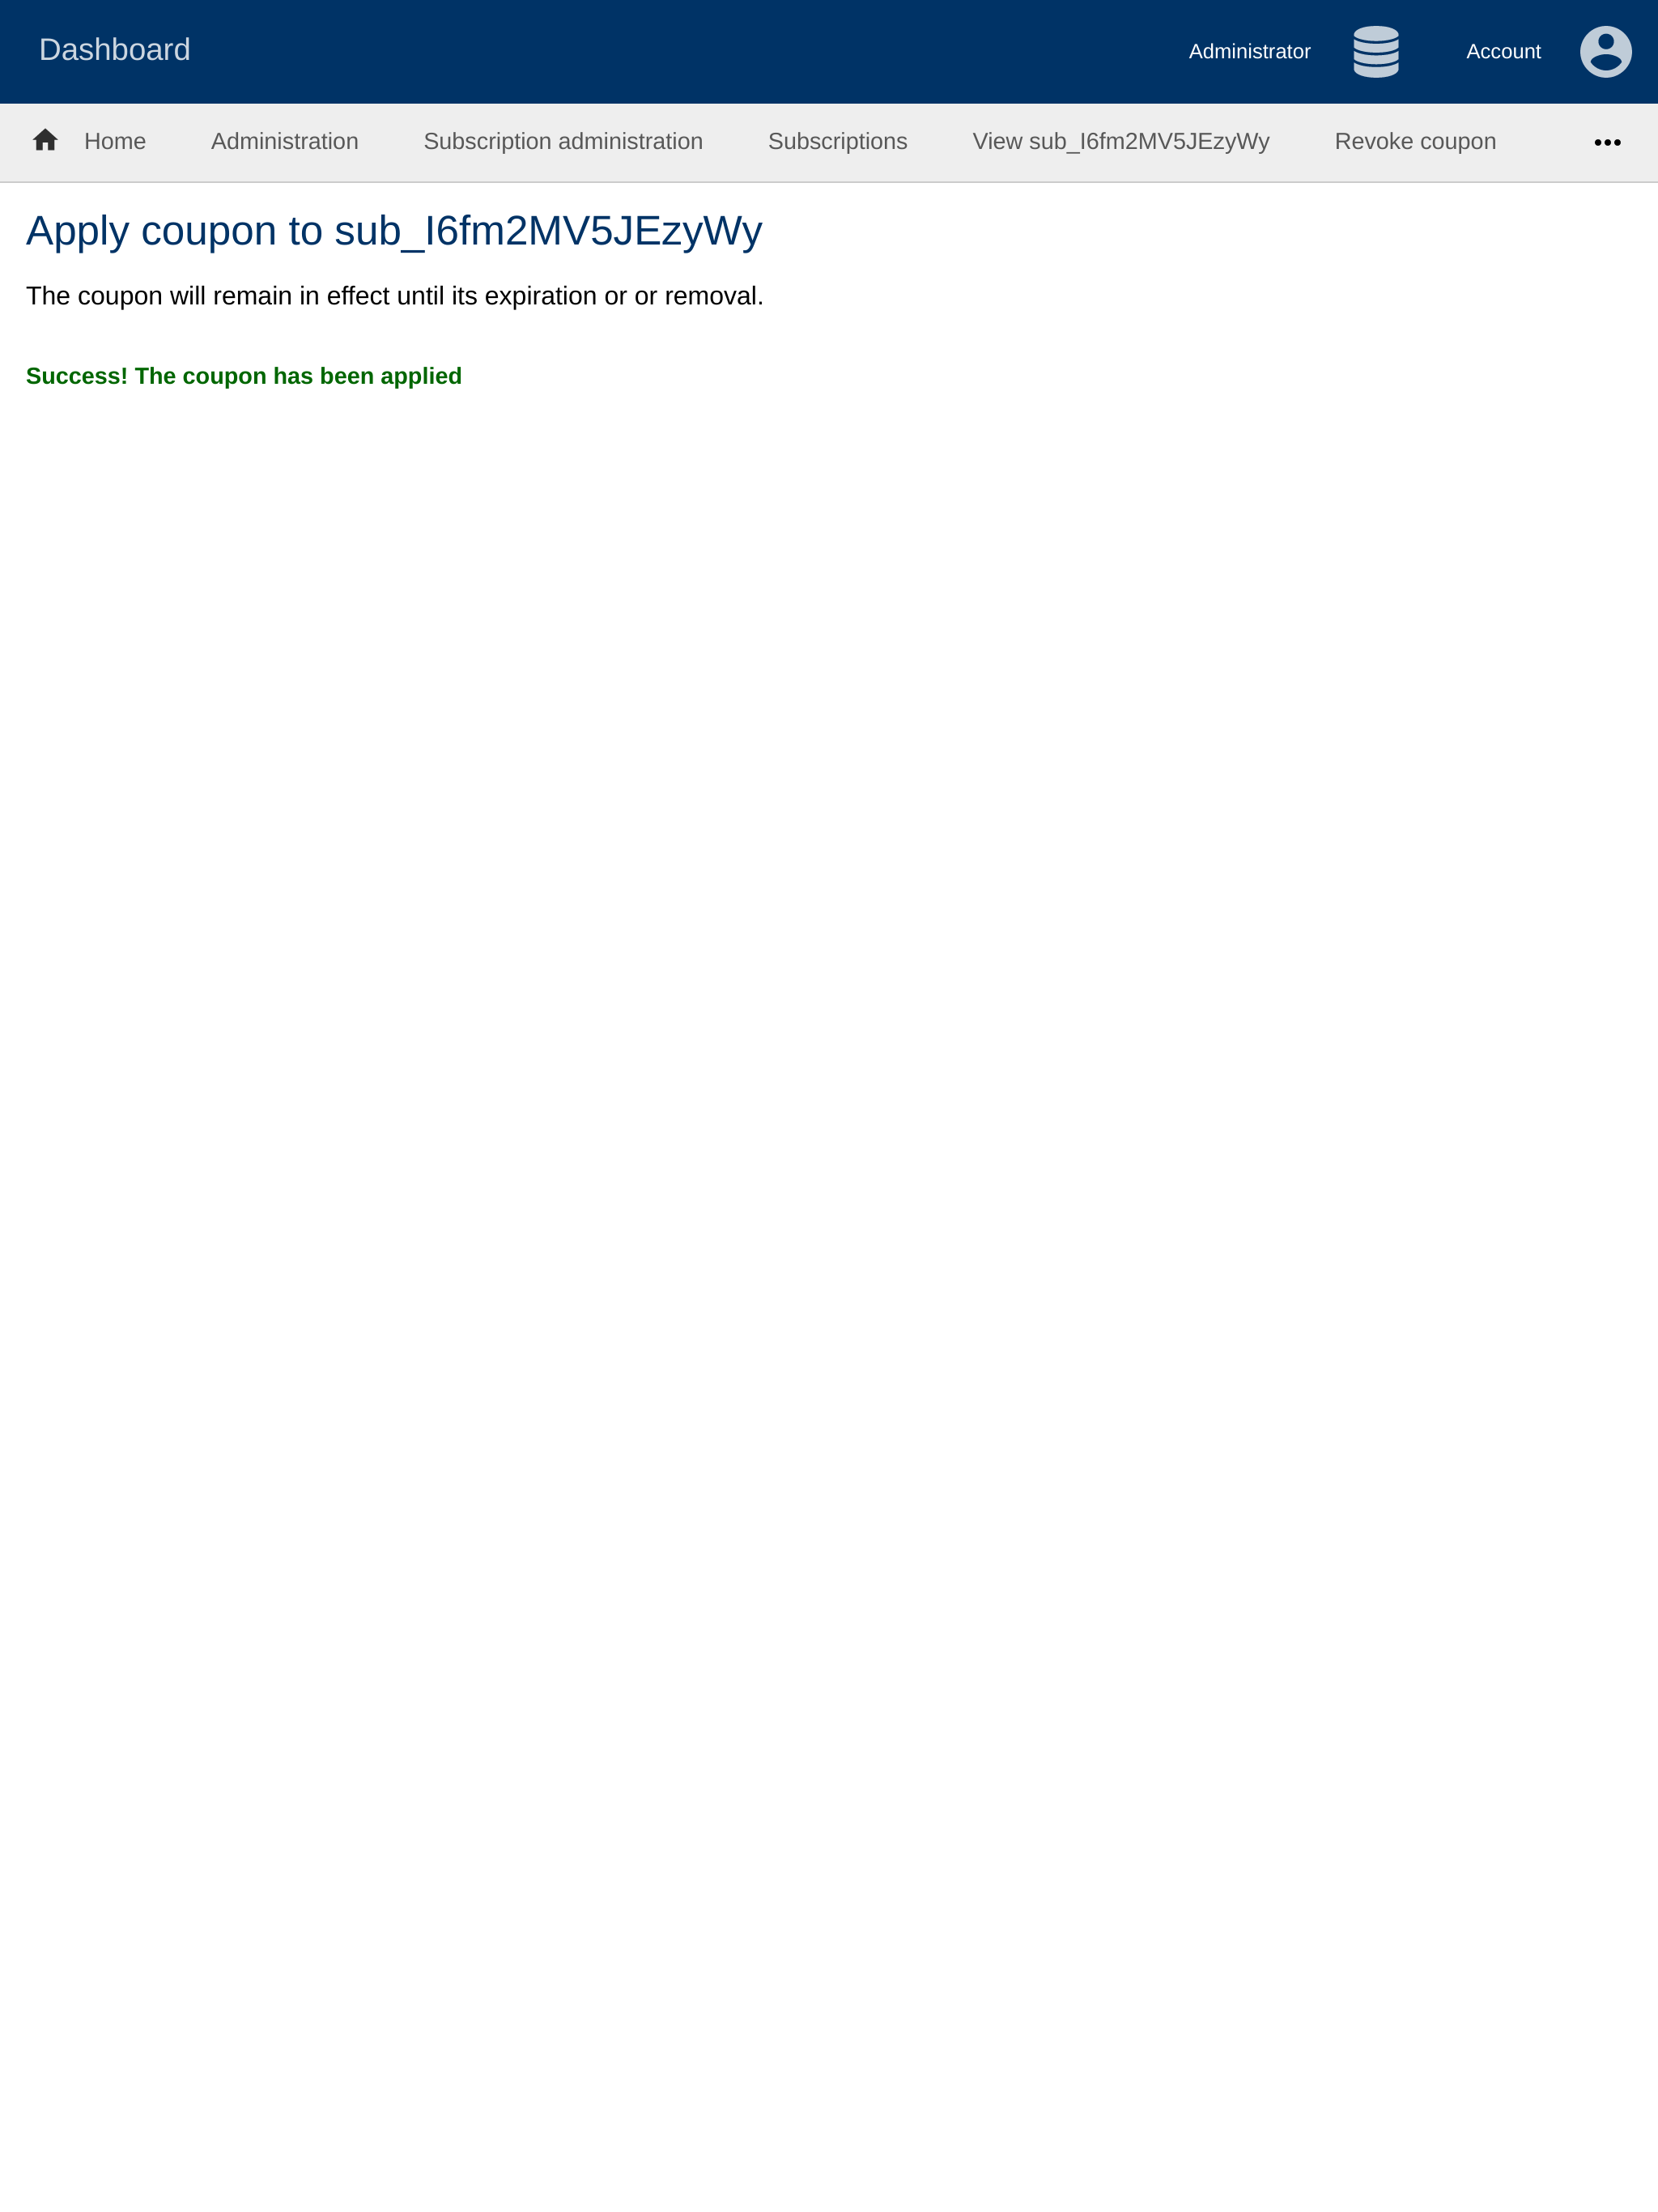 Dashboard
Administrator
Account
Home
Administration
Subscription administration
Subscriptions
View sub_I6fm2MV5JEzyWy
Revoke coupon
Apply coupon to sub_I6fm2MV5JEzyWy
The coupon will remain in effect until its expiration or or removal.
Success! The coupon has been applied